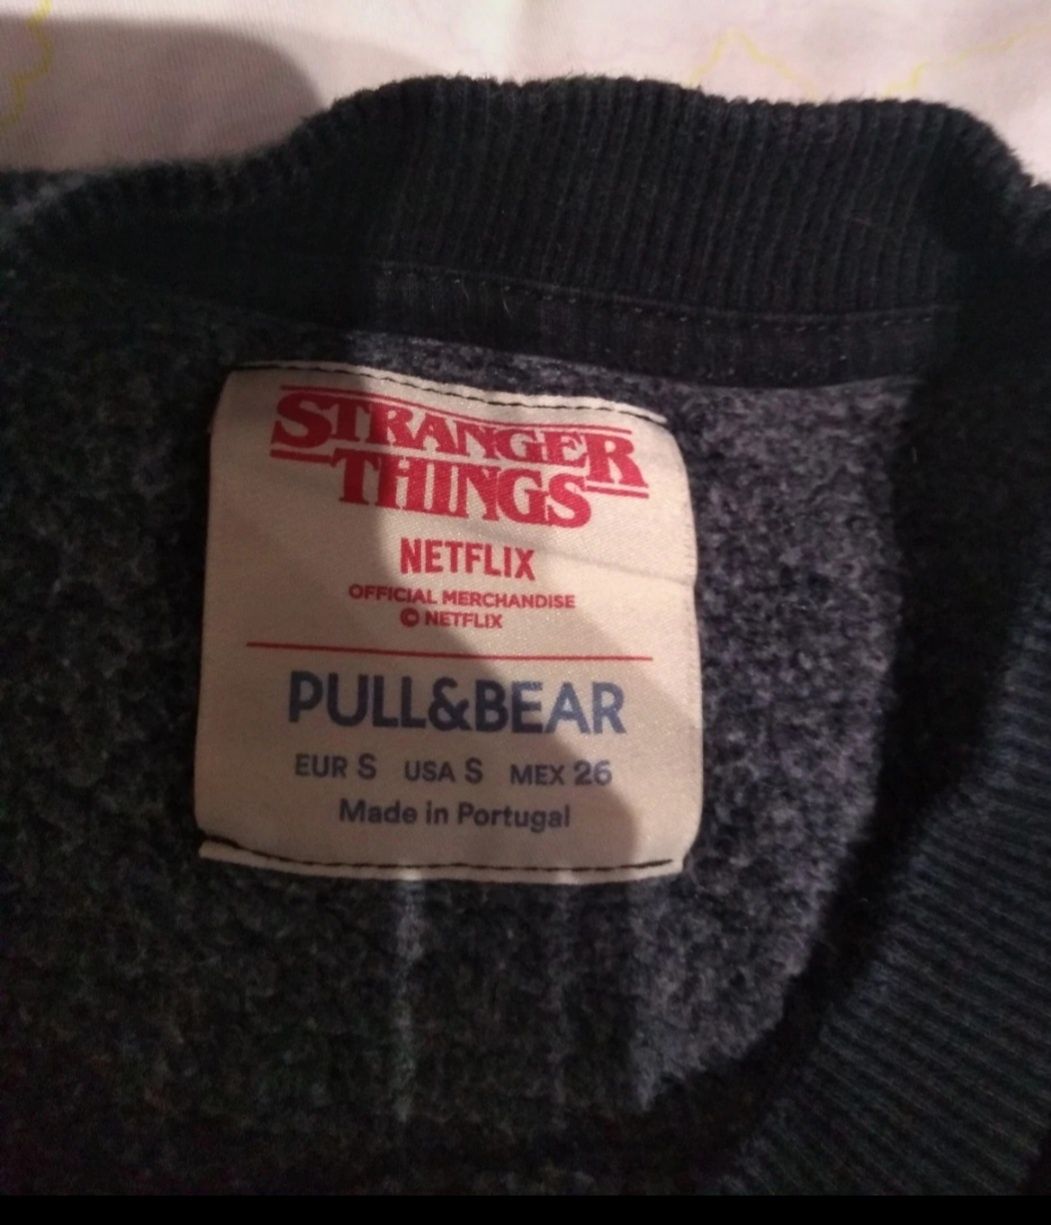 STRANGER
THINGS
NETFLIX
OFFICIAL MERCHANDISE
© NETFLIX
PULL&BEAR
EUR S USA S MEX 26
Made in Portugal